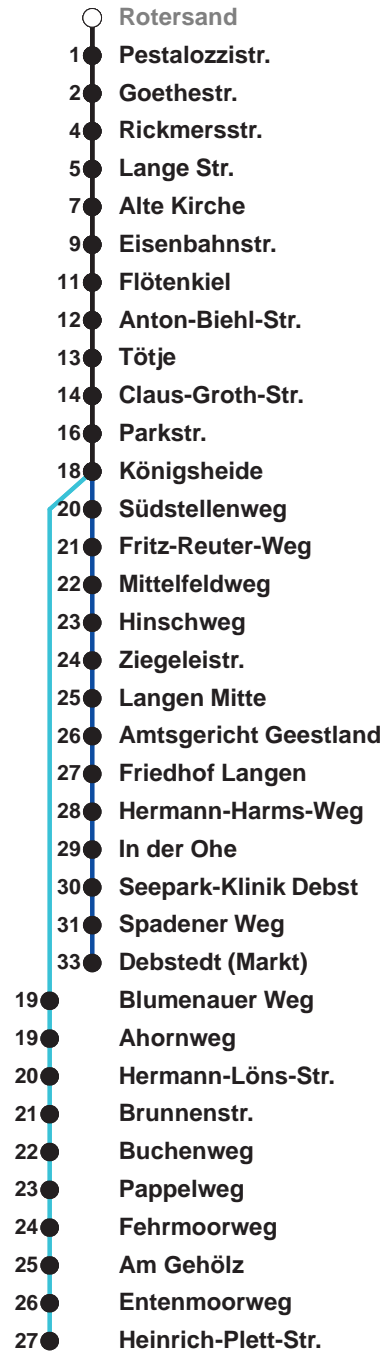 Rotersand
1 Pestalozzistr.
2 Goethestr.
4 Rickmersstr.
5 Lange Str.
7 Alte Kirche
9 Eisenbahnstr.
11 Flötenkiel
12 Anton-Biehl-Str.
13 Tötje
14 Claus-Groth-Str.
16 Parkstr.
18 Königsheide
20 Südstellenweg
21 Fritz-Reuter-Weg
22 Mittelfeldweg
23 Hinschweg
24 Ziegeleistr.
25 Langen Mitte
26 Amtsgericht Geestland
27 Friedhof Langen
28 Hermann-Harms-Weg
29 In der Ohe
30 Seepark-Klinik Debst
31 Spadener Weg
33 Debstedt (Markt)
19 Blumenauer Weg
19 Ahornweg
20 Hermann-Löns-Str.
21 Brunnenstr.
22 Buchenweg
23 Pappelweg
24 Fehrmoorweg
25 Am Gehölz
26 Entenmoorweg
27 Heinrich-Plett-Str.